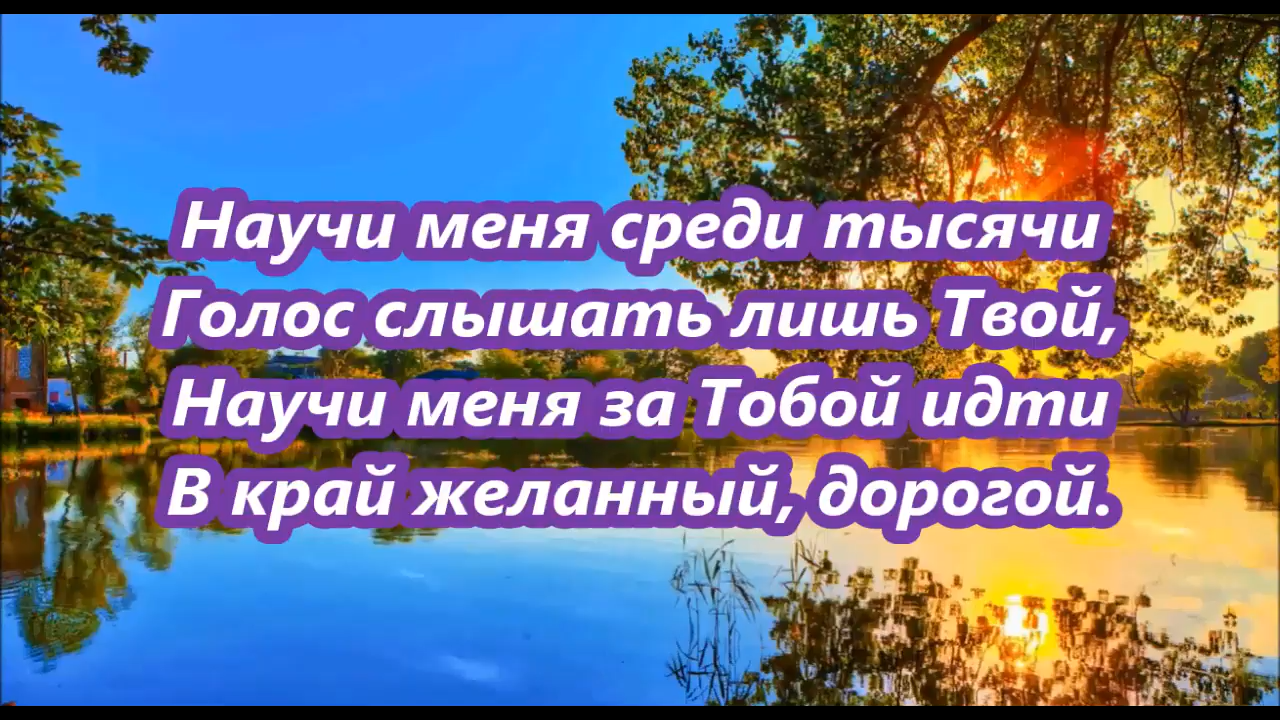 Научи меня среди тысячи
Голос слышать лишь Твой,
Научи меня за Тобой идти
В край желанный, дорогой.